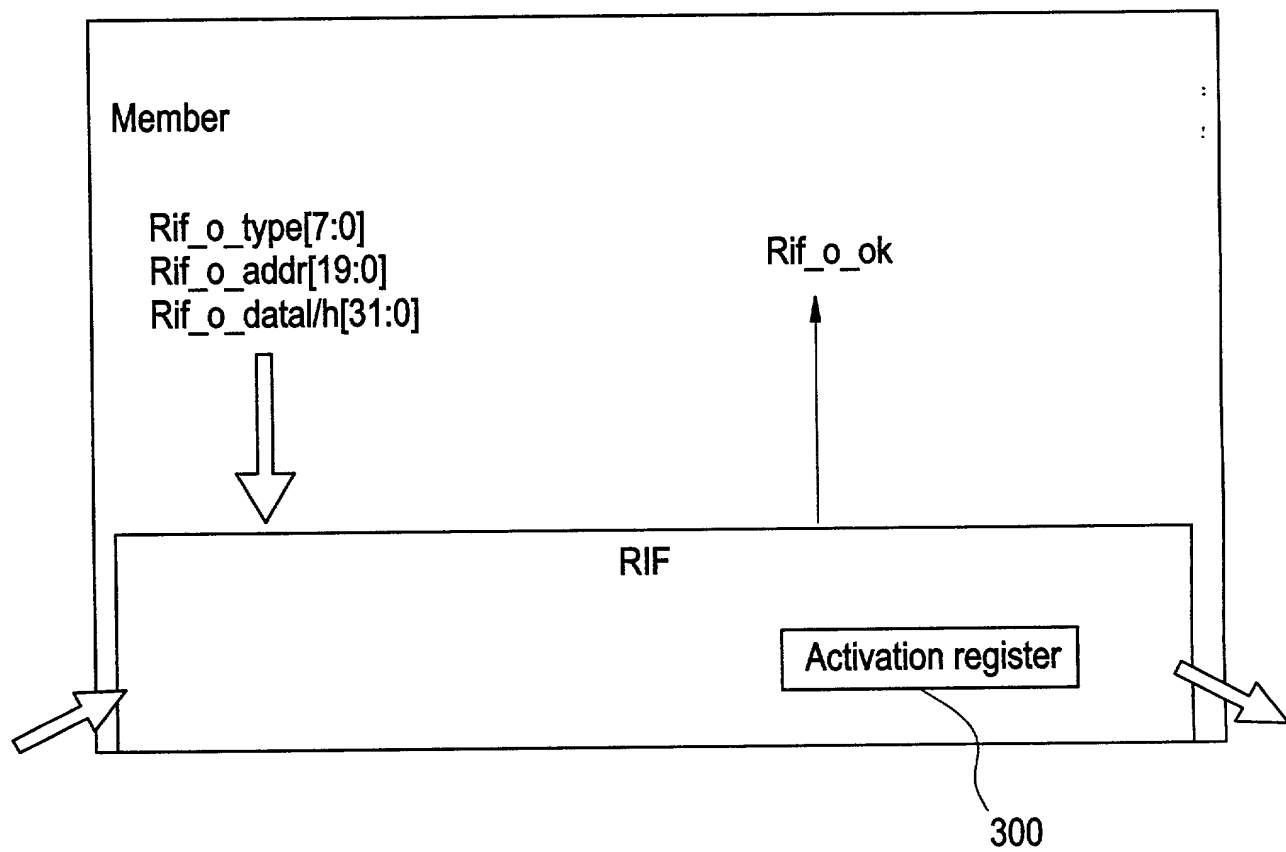 Member
Rif_o_type[7:0]
Rif_o_addr[19:0]
Rif_o_datal/h[31:0]
Rif_o_ok
RIF
Activation register
300